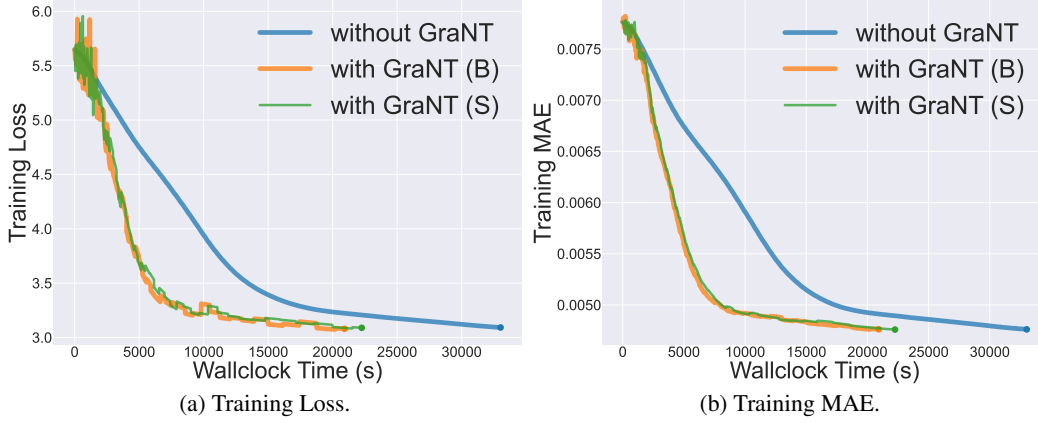 6.0
5.5
5.0
4.5
4.0
3.5
3.0
Training Loss
without GraNT
with GraNT (B)
with GraNT (S)
0 5000 10000 15000 20000 25000 30000
Wallclock Time (s)
(a) Training Loss.
0.0075
0.0070
0.0065
0.0060
0.0055
0.0050
Training MAE
without GraNT
with GraNT (B)
with GraNT (S)
0 5000 10000 15000 20000 25000 30000
Wallclock Time (s)
(b) Training MAE.